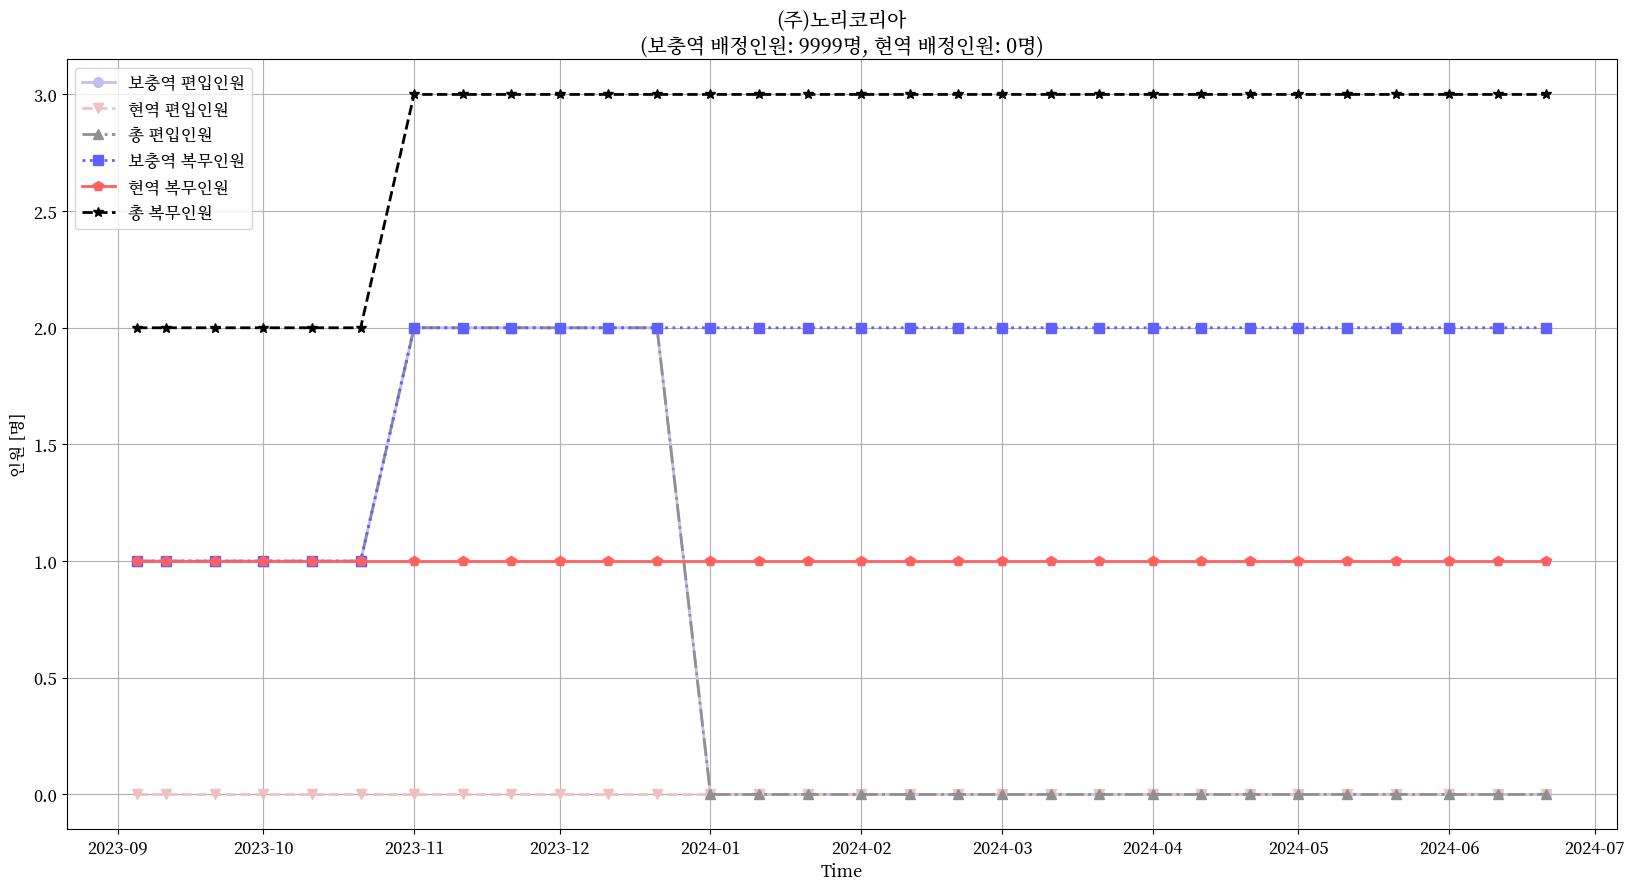 (주)노리코리아
(보충역 배정인원: 9999명, 현역 배정인원: 0명)
보충역 편입인원
현역 편입인원
총 편입인원
보충역 복무인원
현역 복무인원
총 복무인원
3.0
2.5
2.0
1.5
1.0
0.5
0.0
인원 [명]
2023-09 2023-10 2023-11 2023-12 2024-01 2024-02 2024-03 2024-04 2024-05 2024-06 2024-07
Time